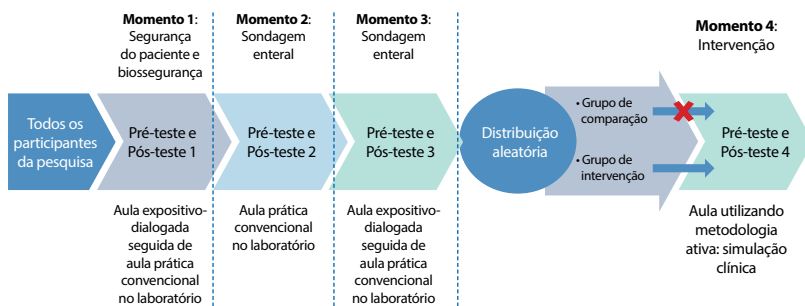 Momento 1:
Segurança
do paciente e
biossegurança
Momento 2:
Sondagem
enteral
Momento 3:
Sondagem
enteral
Momento 4:
Intervenção
Todos os
participantes
da pesquisa
Pré-teste e
Pós-teste 1
Pré-teste e
Pós-teste 2
Pré-teste e
Pós-teste 3
Distribuição
aleatória
• Grupo de
comparação
• Grupo de
intervenção
Pré-teste e
Pós-teste 4
Aula expositivo-
dialogada
seguida de
aula prática
convencional
no laboratório
Aula prática
convencional
no laboratório
Aula expositivo-
dialogada
seguida de
aula prática
convencional
no laboratório
Aula utilizando
metodologia
ativa: simulação
clínica